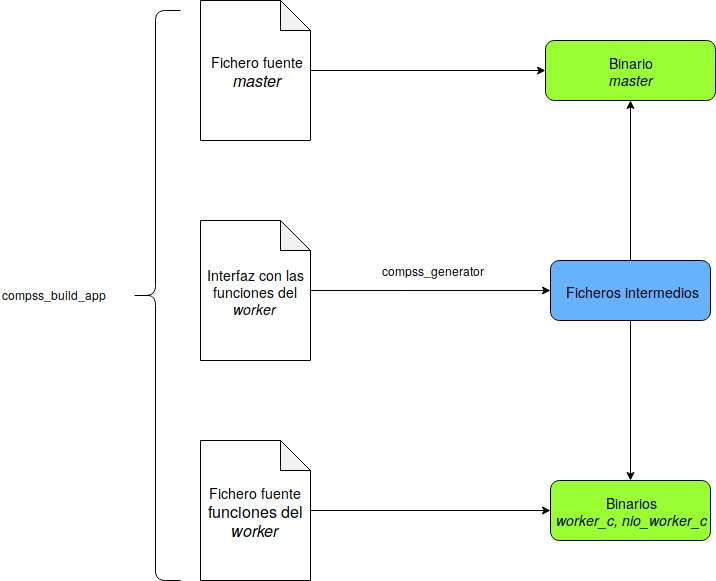 Fichero fuente
master
Binario
master
compss_build_app
Interfaz con las
funciones del
worker
compss_generator
Ficheros intermedios
Fichero fuente
funciones del
worker
Binarios
worker_c, nio_worker_c